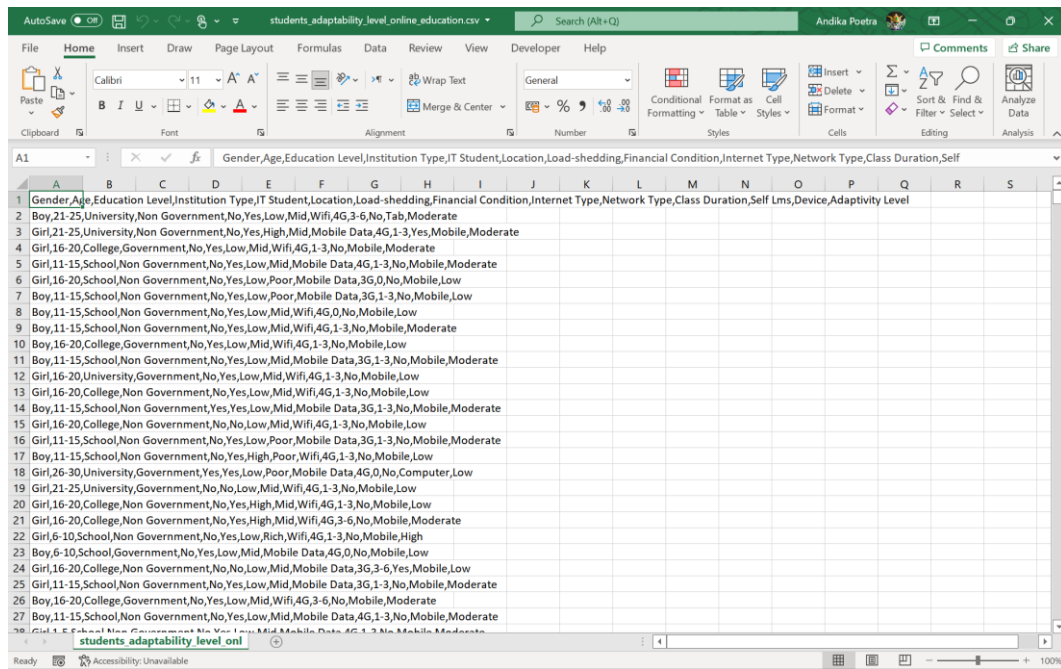 AutoSave Off students_adaptability_level_online_education.csv Search (Alt+Q) Andika Poetra
File Home Insert Draw Page Layout Formulas Data Review View Developer Help Comments Share
Paste Calibri 11 A^ A˅ Wrap Text General Conditional Formatting Format as Table Cell Styles Insert Sort & Filter Find & Select Analyze Data
B I U A Merge & Center % 9 Delete
Format
Clipboard Font Alignment Number Styles Cells Editing Analysis
A1 fx Gender,Age,Education Level,Institution Type,IT Student,Location,Load-shedding,Financial Condition,Internet Type,Network Type,Class Duration,Self
A B C D E F G H I J K L M N O P Q R S
1 Gender,Age,Education Level,Institution Type,IT Student,Location,Load-shedding,Financial Condition,Internet Type,Network Type,Class Duration,Self Lms,Device,Adaptivity Level
2 Boy,21-25,University,Non Government,No,Yes,Low,Mid,Wifi,4G,3-6,No,Tab,Moderate
3 Girl,21-25,University,Non Government,No,Yes,High,Mid,Mobile Data,4G,1-3,Yes,Mobile,Moderate
4 Girl,16-20,College,Government,No,Yes,Low,Mid,Wifi,4G,1-3,No,Mobile,Moderate
5 Girl,11-15,School,Non Government,No,Yes,Low,Mid,Mobile Data,4G,1-3,No,Mobile,Moderate
6 Girl,16-20,School,Non Government,No,Yes,Low,Poor,Mobile Data,3G,0,No,Mobile,Low
7 Boy,11-15,School,Non Government,No,Yes,Low,Poor,Mobile Data,3G,1-3,No,Mobile,Low
8 Boy,11-15,School,Non Government,No,Yes,Low,Mid,Wifi,4G,0,No,Mobile,Low
9 Boy,11-15,School,Non Government,No,Yes,Low,Mid,Wifi,4G,1-3,No,Mobile,Moderate
10 Boy,16-20,College,Government,No,Yes,Low,Mid,Wifi,4G,1-3,No,Mobile,Low
11 Boy,11-15,School,Non Government,No,Yes,Low,Mid,Mobile Data,3G,1-3,No,Mobile,Moderate
12 Girl,16-20,University,Government,No,Yes,Low,Mid,Wifi,4G,1-3,No,Mobile,Low
13 Girl,16-20,College,Non Government,No,Yes,Low,Mid,Wifi,4G,1-3,No,Mobile,Low
14 Boy,11-15,School,Non Government,Yes,Yes,Low,Mid,Mobile Data,3G,1-3,No,Mobile,Moderate
15 Girl,16-20,College,Non Government,No,No,Low,Mid,Wifi,4G,1-3,No,Mobile,Low
16 Girl,11-15,School,Non Government,No,Yes,Low,Poor,Mobile Data,3G,1-3,No,Mobile,Moderate
17 Boy,11-15,School,Non Government,No,Yes,High,Poor,Wifi,4G,1-3,No,Mobile,Low
18 Girl,26-30,University,Government,Yes,Yes,Low,Poor,Mobile Data,4G,0,No,Computer,Low
19 Girl,21-25,University,Government,No,No,Low,Mid,Wifi,4G,1-3,No,Mobile,Low
20 Girl,16-20,College,Non Government,No,Yes,High,Mid,Wifi,4G,1-3,No,Mobile,Low
21 Girl,16-20,College,Non Government,No,Yes,High,Mid,Wifi,4G,3-6,No,Mobile,Moderate
22 Girl,6-10,School,Non Government,No,Yes,Low,Rich,Wifi,4G,1-3,No,Mobile,High
23 Boy,6-10,School,Government,No,Yes,Low,Mid,Mobile Data,4G,0,No,Mobile,Low
24 Girl,16-20,College,Non Government,No,No,Low,Mid,Mobile Data,3G,3-6,Yes,Mobile,Low
25 Girl,11-15,School,Non Government,No,Yes,Low,Mid,Mobile Data,3G,1-3,No,Mobile,Moderate
26 Boy,16-20,College,Government,No,Yes,Low,Mid,Wifi,4G,3-6,No,Mobile,Moderate
27 Boy,11-15,School,Non Government,No,Yes,Low,Mid,Mobile Data,4G,1-3,No,Mobile,Moderate
students_adaptability_level_onl
Ready Accessibility: Unavailable 100%